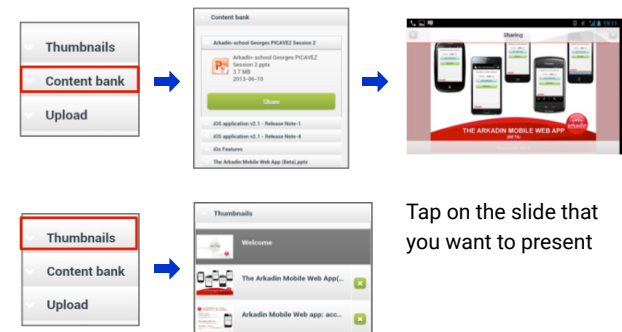 Thumbnails
Content bank
Upload
Content bank
Arkadin-school Georges PICAVEZ Session 2
Arkadin-school Georges PICAVEZ
Session 2.pptx
3.7 MB
2013-06-10
Share
iOS application v2.1 - Release Note-1
iOS application v2.1 - Release Note-4
iOs Features
The Arkadin Mobile Web App (Beta).pptx
19:11
Sharing
THE ARKADIN MOBILE WEB APP
(BETA)
arkadin
Thumbnails
Content bank
Upload
Thumbnails
Welcome
The Arkadin Mobile Web App(...
Arkadin Mobile Web app: acc...
Tap on the slide that
you want to present